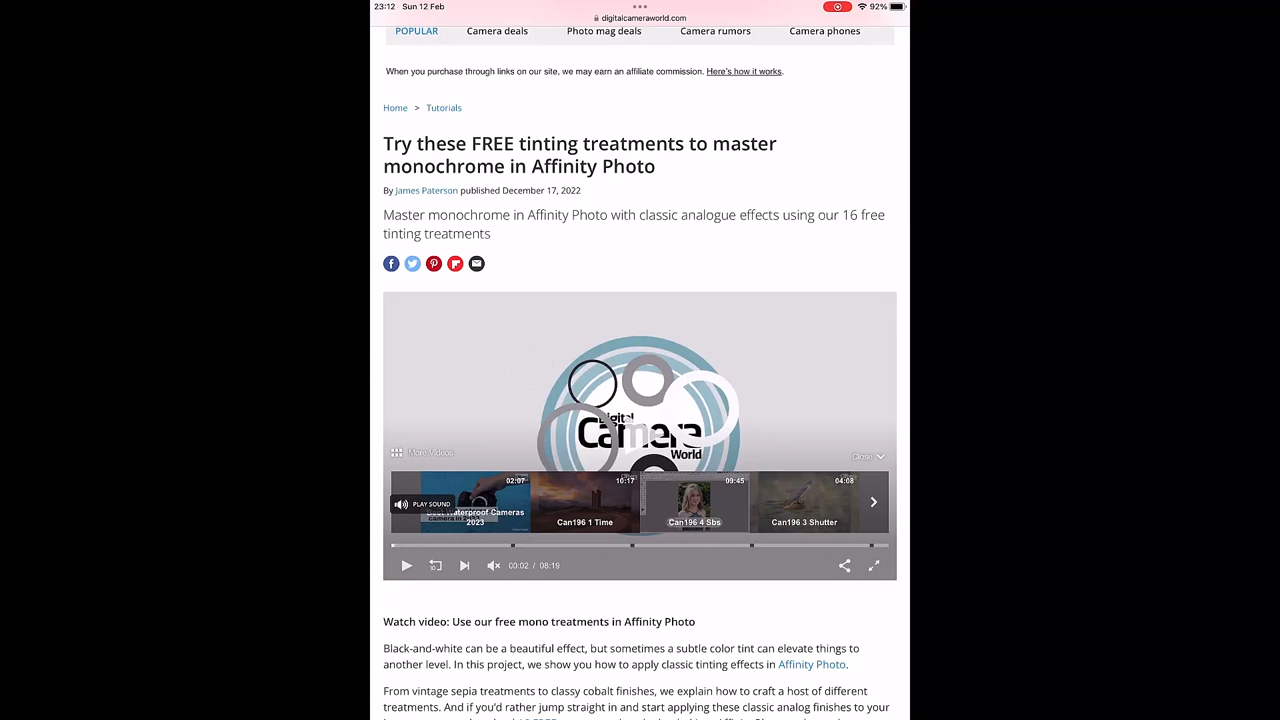 23:12 Sun 12 Feb
92%
digitalcameraworld.com
POPULAR Camera deals Photo mag deals Camera rumors Camera phones
When you purchase through links on our site, we may earn an affiliate commission. Here's how it works.
Home > Tutorials
Try these FREE tinting treatments to master
monochrome in Affinity Photo
By James Paterson published December 17, 2022
Master monochrome in Affinity Photo with classic analogue effects using our 16 free
tinting treatments
Digital
Camera
World
More Videos
Close
02:07
10:17
09:45
04:08
PLAY SOUND
Best Waterproof Cameras
2023
Can196 1 Time
Can196 4 Sbs
Can196 3 Shutter
10
00:02 / 08:19
Watch video: Use our free mono treatments in Affinity Photo
Black-and-white can be a beautiful effect, but sometimes a subtle color tint can elevate things to
another level. In this project, we show you how to apply classic tinting effects in Affinity Photo.
From vintage sepia treatments to classy cobalt finishes, we explain how to craft a host of different
treatments. And if you'd rather jump straight in and start applying these classic analog finishes to your